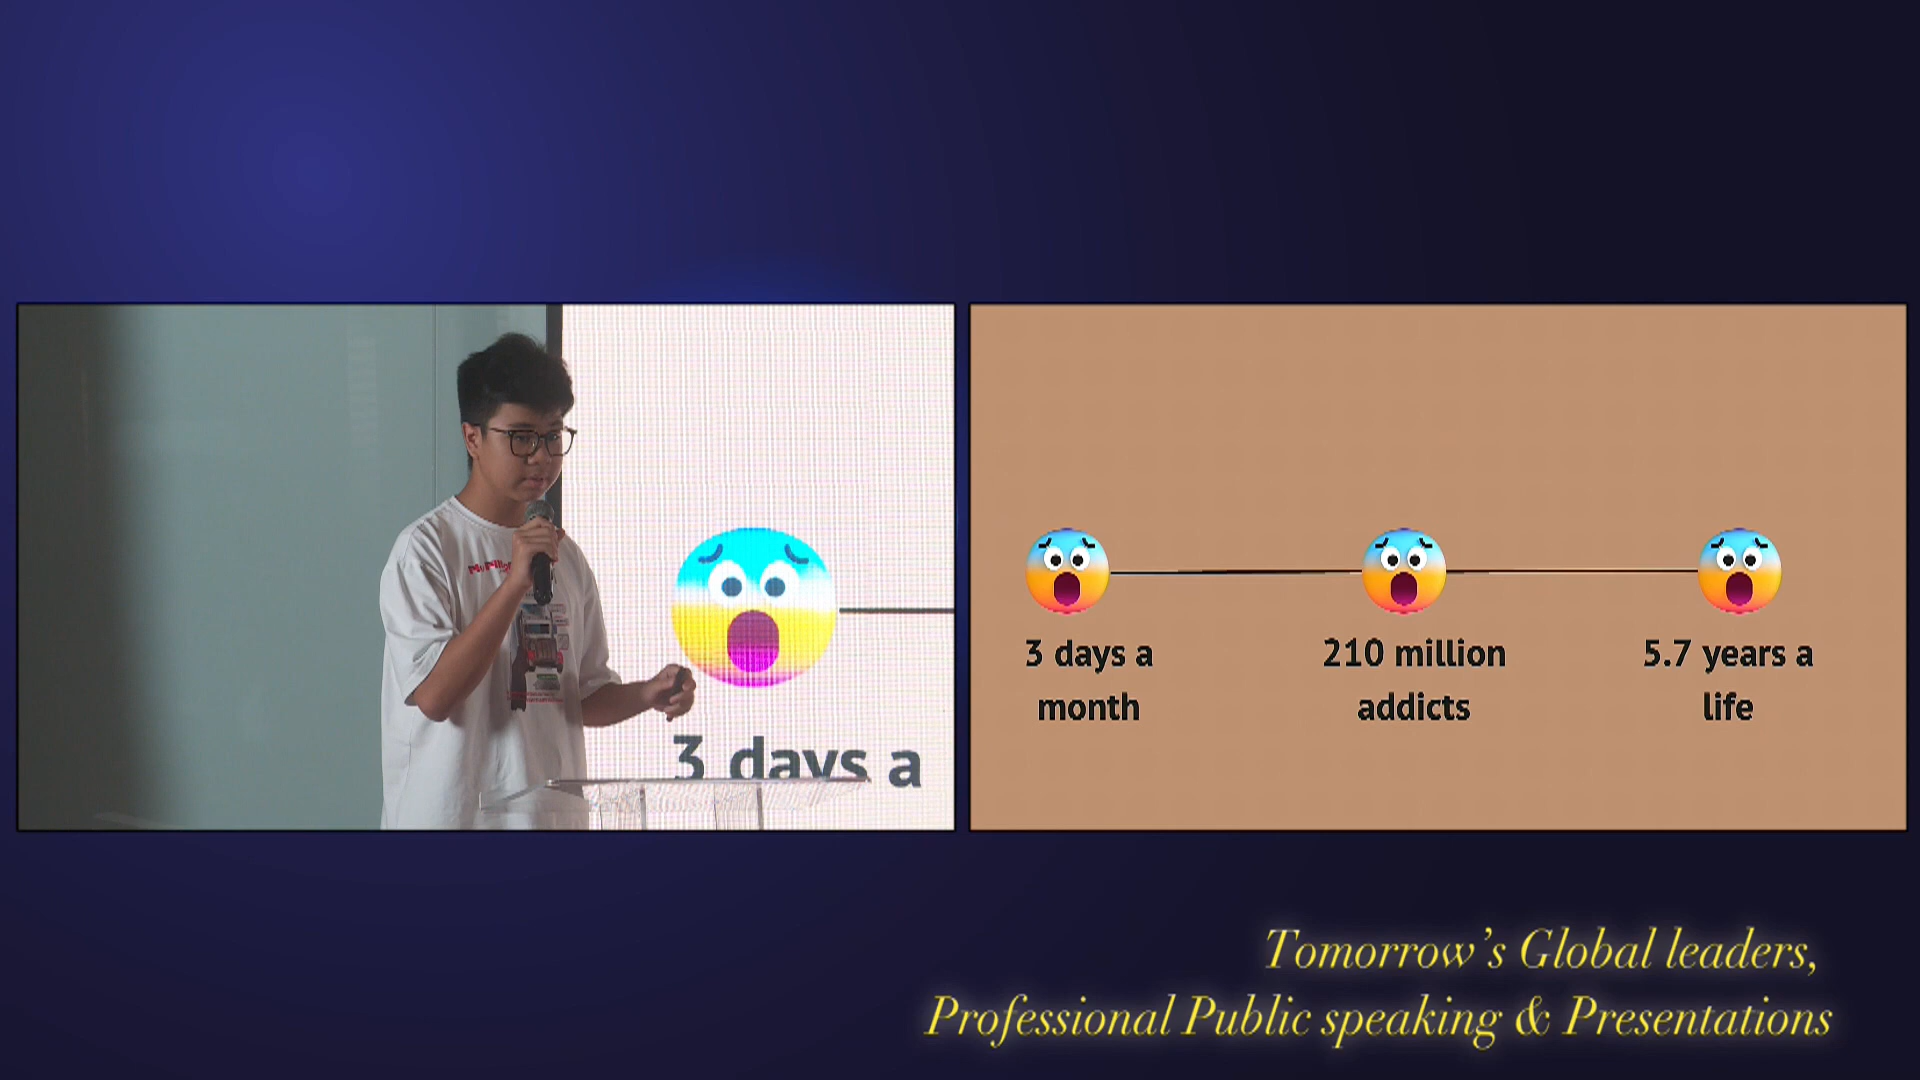 3 days a
3 days a
month
210 million
addicts
5.7 years a
life
Tomorrow’s Global leaders,
Professional Public speaking & Presentations